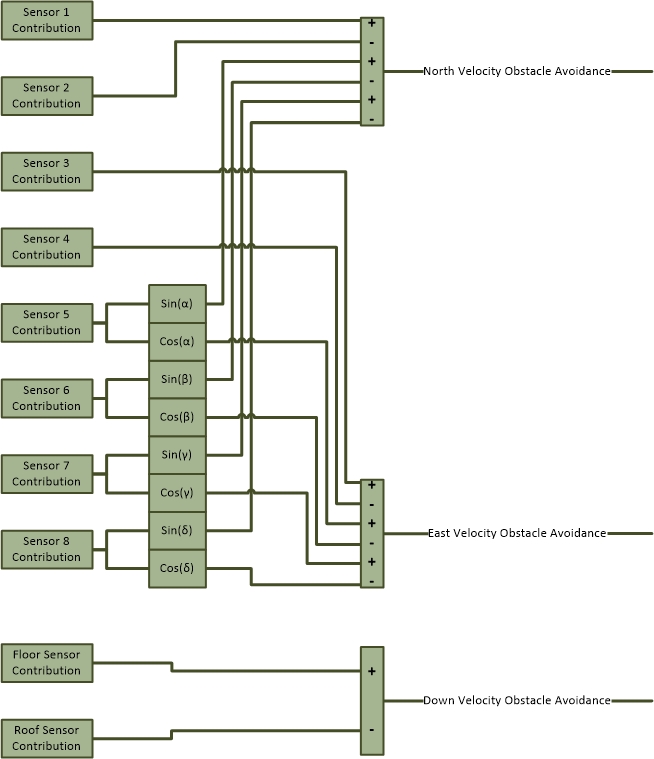 Sensor 1
Contribution
+
-
+
-
+
-
North Velocity Obstacle Avoidance
Sensor 2
Contribution
Sensor 3
Contribution
Sensor 4
Contribution
Sensor 5
Contribution
Sin(α)
Cos(α)
Sensor 6
Contribution
Sin(β)
Cos(β)
Sensor 7
Contribution
Sin(γ)
Cos(γ)
Sensor 8
Contribution
Sin(δ)
Cos(δ)
+
-
+
-
+
-
East Velocity Obstacle Avoidance
Floor Sensor
Contribution
Roof Sensor
Contribution
+
-
Down Velocity Obstacle Avoidance